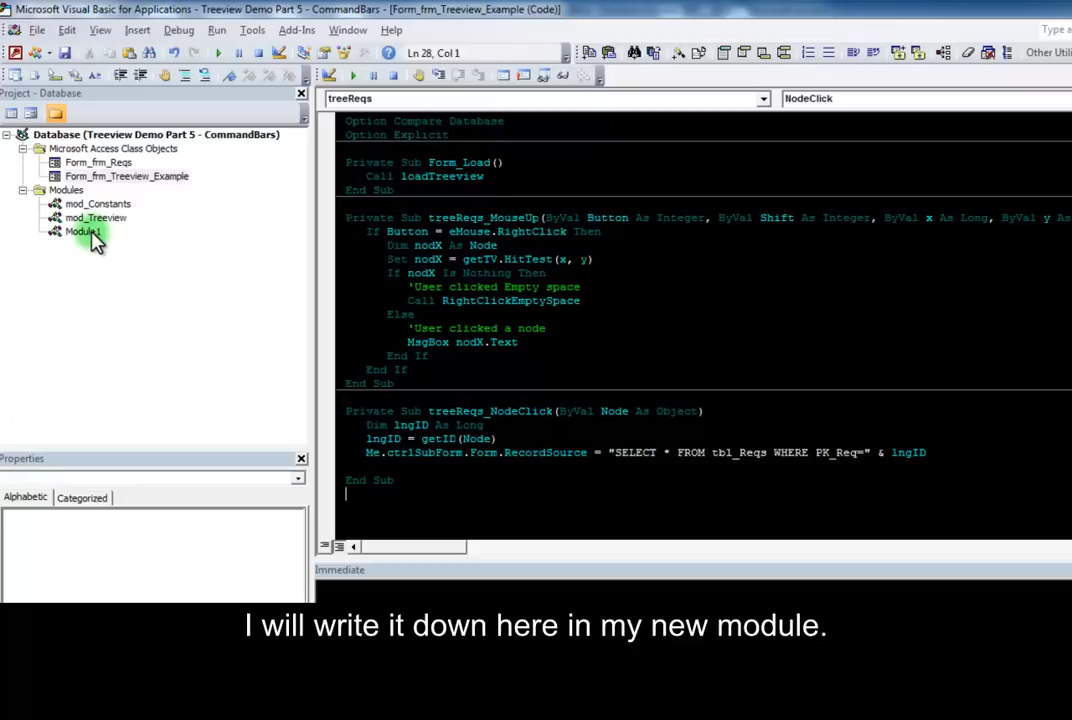 Microsoft Visual Basic for Applications - Treeview Demo Part 5 - CommandBars - [Form_frm_Treeview_Example (Code)]
File Edit View Insert Debug Run Tools Add-Ins Window Help
Type a
Ln 28, Col 1
Other Uti
Project - Database
treeReqs
NodeClick
Database (Treeview Demo Part 5 - CommandBars)
Microsoft Access Class Objects
Form_frm_Reqs
Form_frm_Treeview_Example
Modules
mod_Constants
mod_Treeview
Module1
Option Compare Database
Option Explicit
Private Sub Form_Load()
Call loadTreeview
End Sub
Private Sub treeReqs_MouseUp(ByVal Button As Integer, ByVal Shift As Integer, ByVal x As Long, ByVal y As
If Button = eMouse.RightClick Then
Dim nodX As Node
Set nodX = getTV.HitTest(x, y)
If nodX Is Nothing Then
'User clicked Empty space
Call RightClickEmptySpace
Else
'User clicked a node
MsgBox nodX.Text
End If
End If
End Sub
Private Sub treeReqs_NodeClick(ByVal Node As Object)
Dim lngID As Long
lngID = getID(Node)
Me.ctrlSubForm.Form.RecordSource = "SELECT * FROM tbl_Reqs WHERE PK_Req=" & lngID
End Sub
Properties
Alphabetic Categorized
Immediate
I will write it down here in my new module.